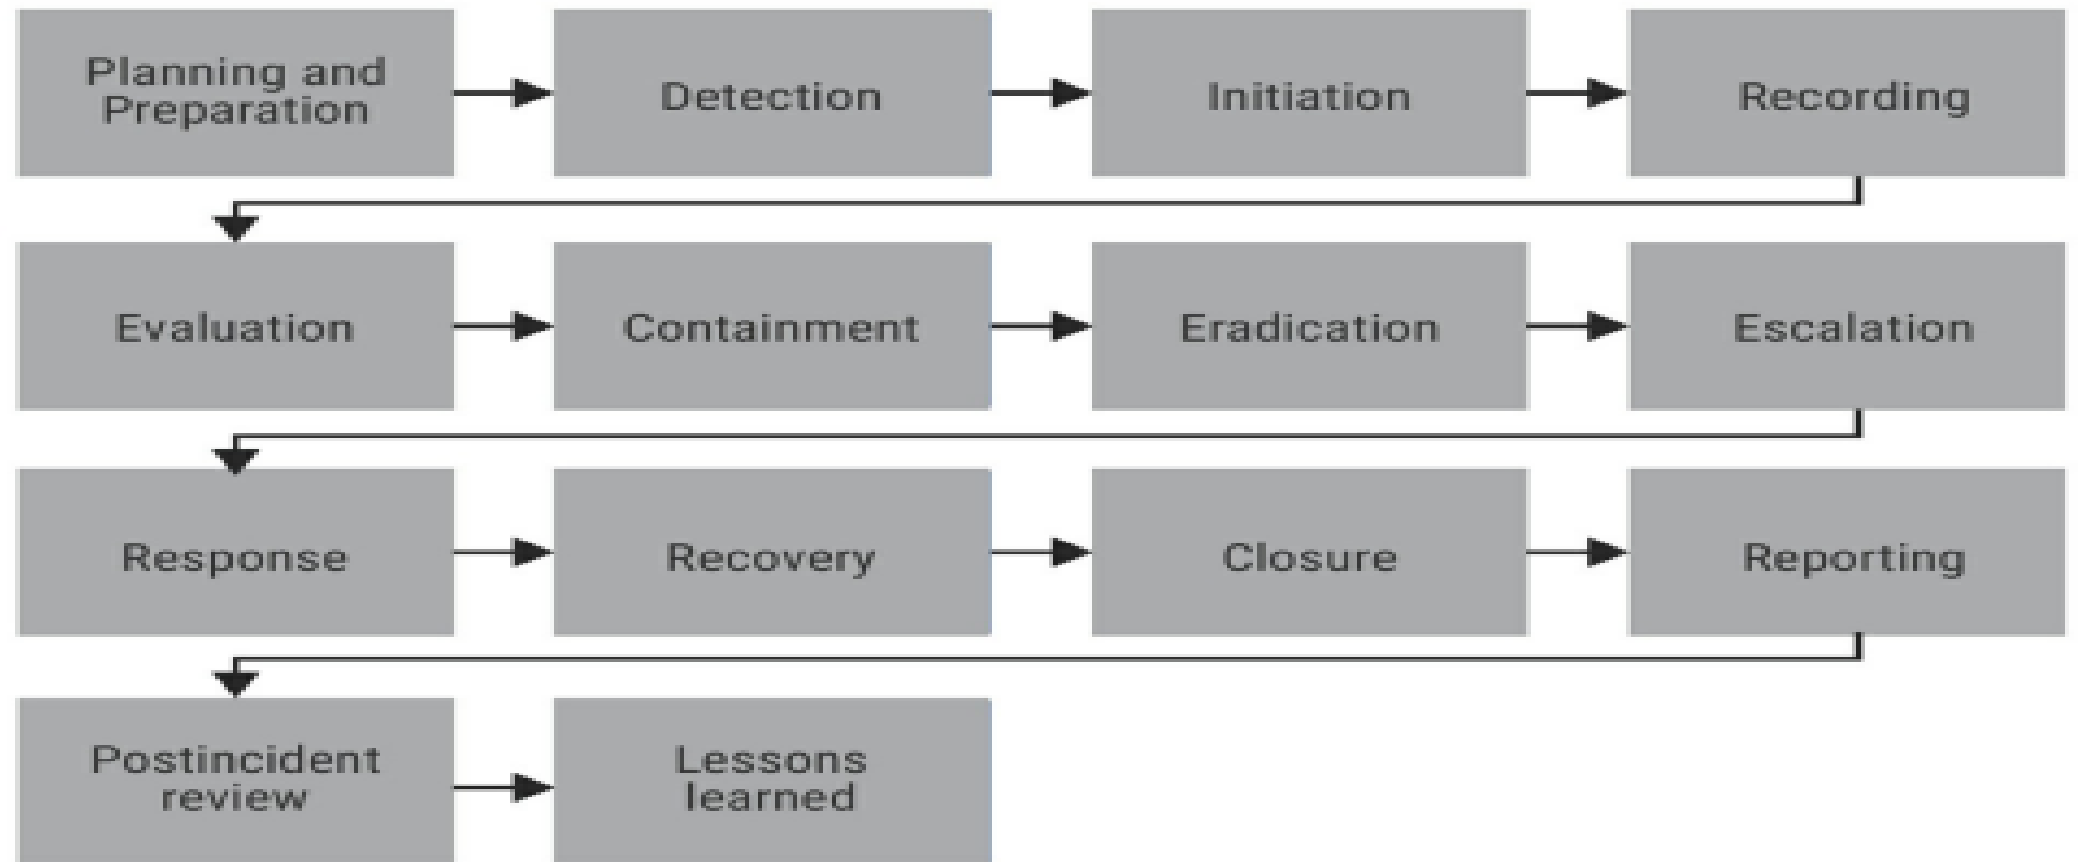 Planning and
Preparation
Detection
Initiation
Recording
Evaluation
Containment
Eradication
Escalation
Response
Recovery
Closure
Reporting
Postincident
review
Lessons
learned